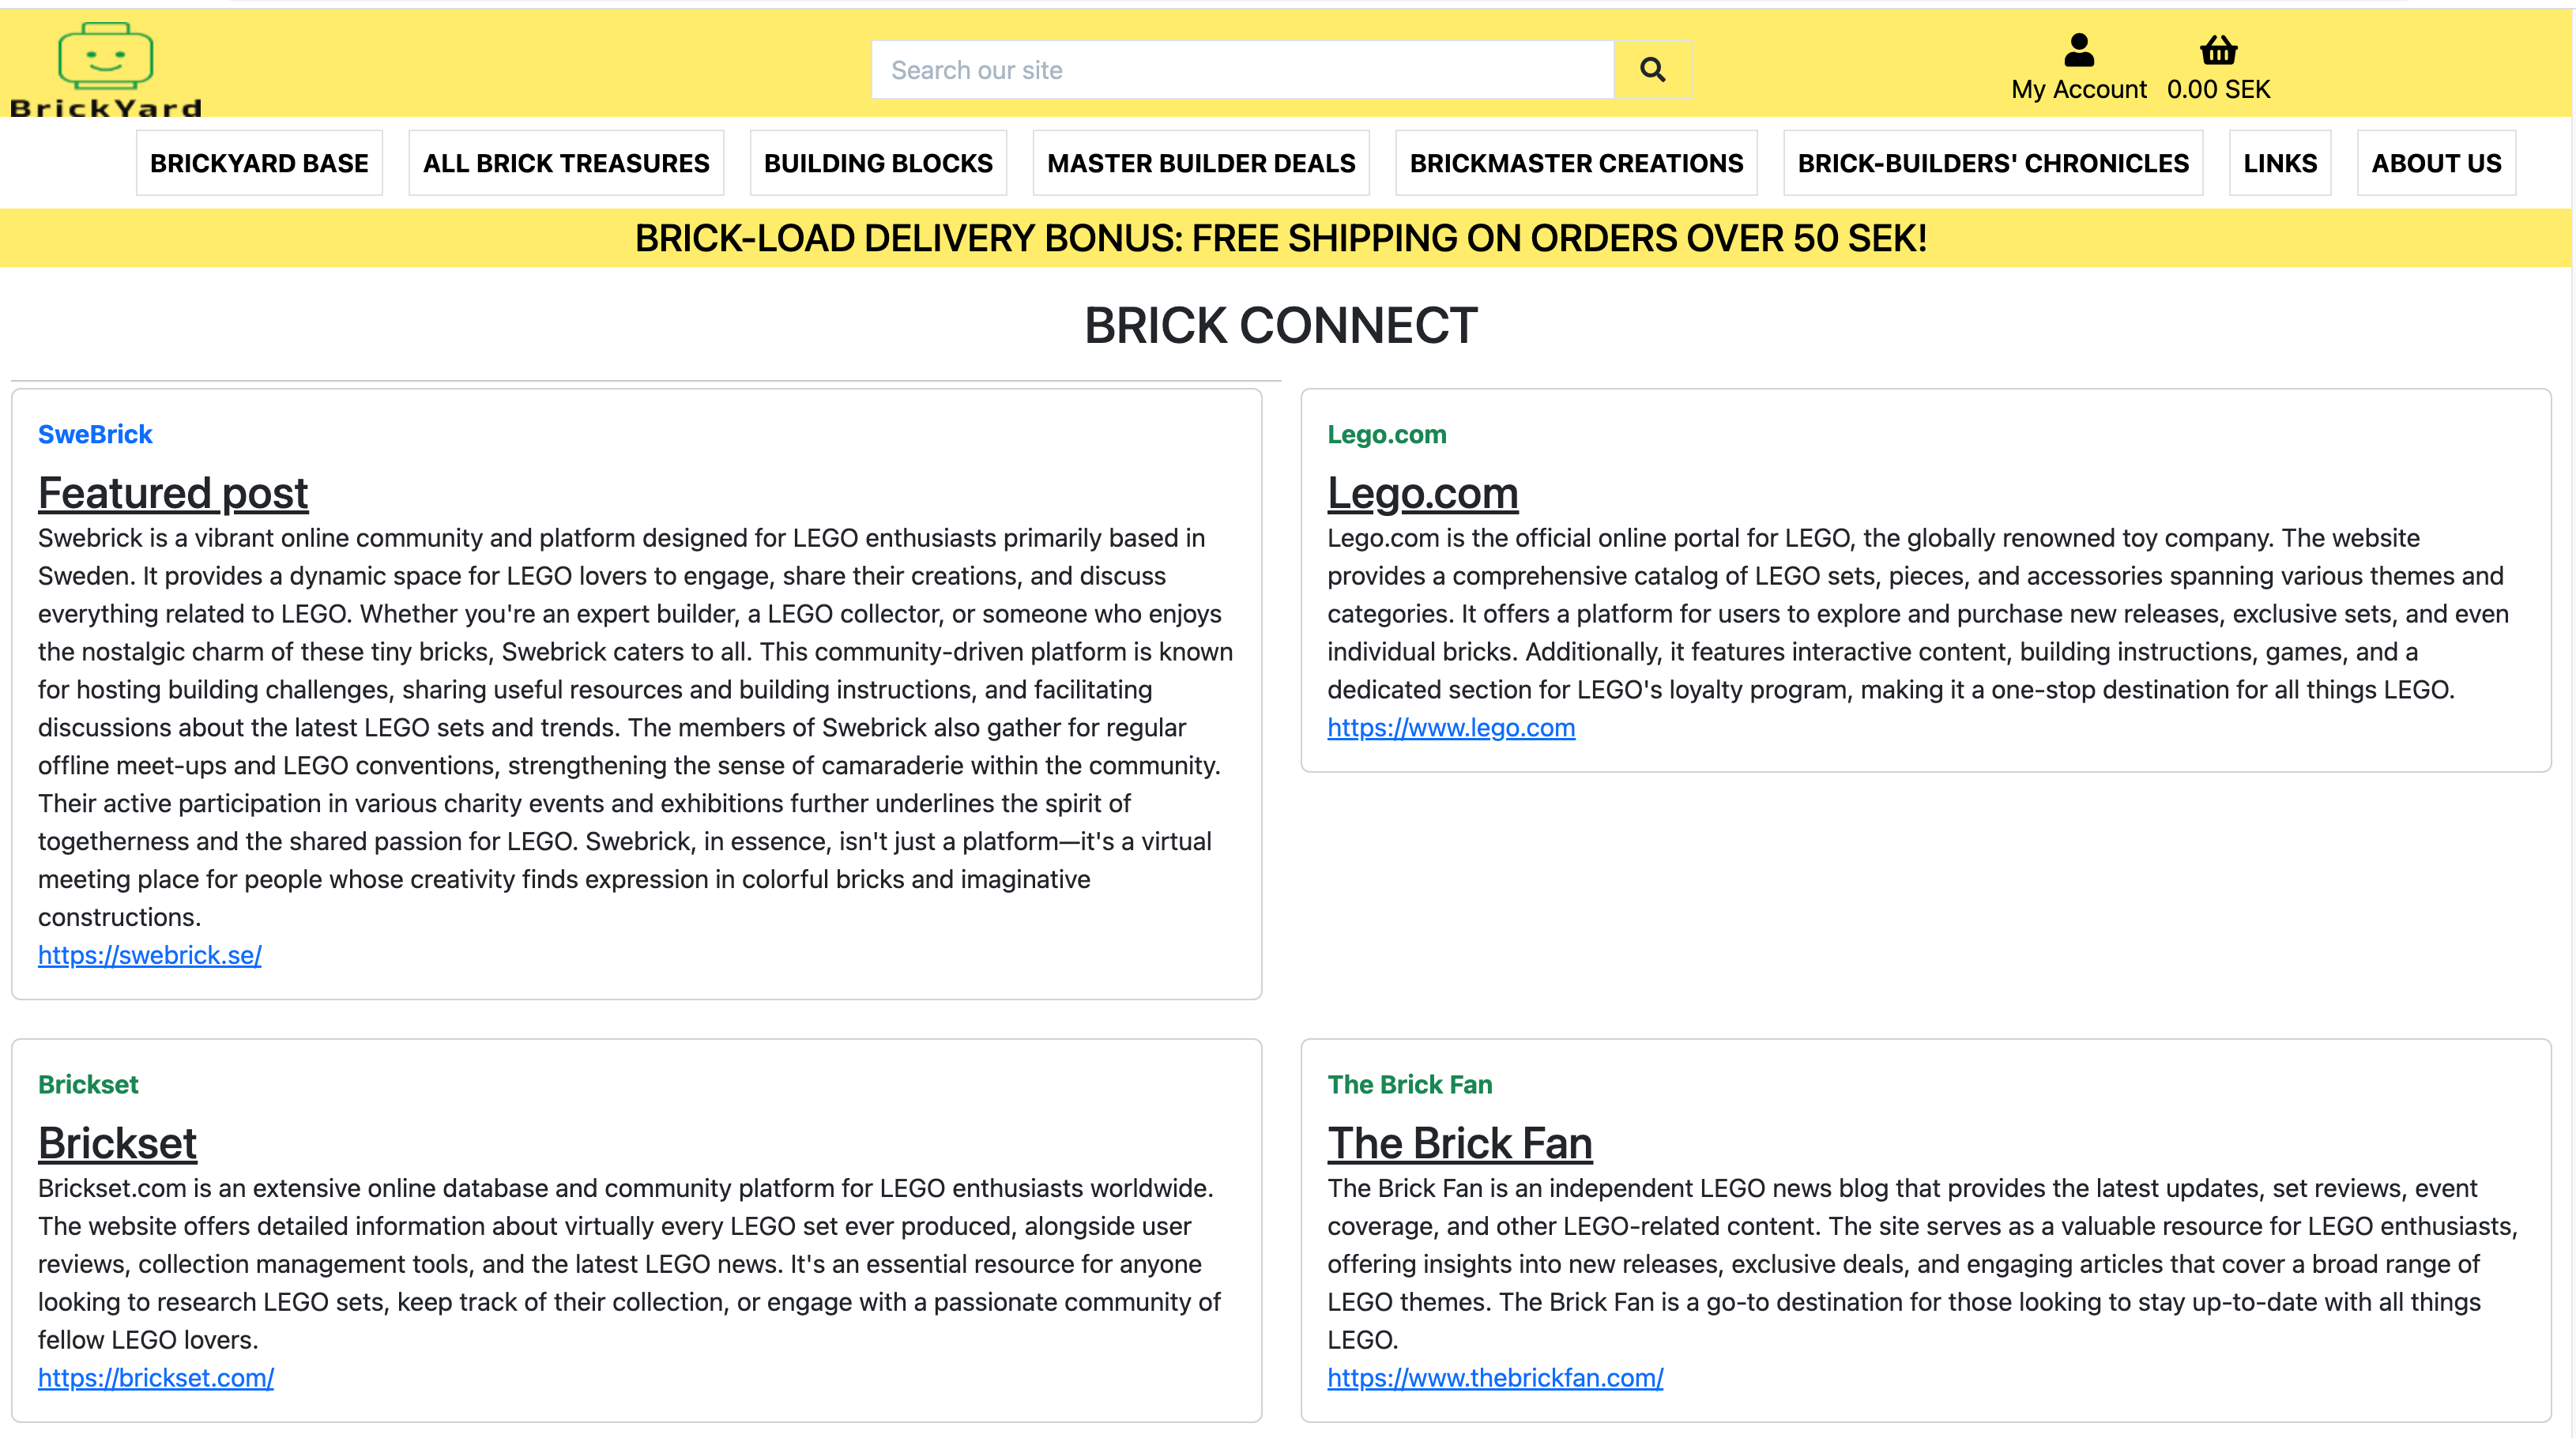 BrickYard
Search our site
My Account
0.00 SEK
BRICKYARD BASE
ALL BRICK TREASURES
BUILDING BLOCKS
MASTER BUILDER DEALS
BRICKMASTER CREATIONS
BRICK-BUILDERS' CHRONICLES
LINKS
ABOUT US
BRICK-LOAD DELIVERY BONUS: FREE SHIPPING ON ORDERS OVER 50 SEK!
BRICK CONNECT
SweBrick
Featured post
Swebrick is a vibrant online community and platform designed for LEGO enthusiasts primarily based in
Sweden. It provides a dynamic space for LEGO lovers to engage, share their creations, and discuss
everything related to LEGO. Whether you're an expert builder, a LEGO collector, or someone who enjoys
the nostalgic charm of these tiny bricks, Swebrick caters to all. This community-driven platform is known
for hosting building challenges, sharing useful resources and building instructions, and facilitating
discussions about the latest LEGO sets and trends. The members of Swebrick also gather for regular
offline meet-ups and LEGO conventions, strengthening the sense of camaraderie within the community.
Their active participation in various charity events and exhibitions further underlines the spirit of
togetherness and the shared passion for LEGO. Swebrick, in essence, isn't just a platform—it's a virtual
meeting place for people whose creativity finds expression in colorful bricks and imaginative
constructions.
https://swebrick.se/
Lego.com
Lego.com
Lego.com is the official online portal for LEGO, the globally renowned toy company. The website
provides a comprehensive catalog of LEGO sets, pieces, and accessories spanning various themes and
categories. It offers a platform for users to explore and purchase new releases, exclusive sets, and even
individual bricks. Additionally, it features interactive content, building instructions, games, and a
dedicated section for LEGO's loyalty program, making it a one-stop destination for all things LEGO.
https://www.lego.com
Brickset
Brickset
Brickset.com is an extensive online database and community platform for LEGO enthusiasts worldwide.
The website offers detailed information about virtually every LEGO set ever produced, alongside user
reviews, collection management tools, and the latest LEGO news. It's an essential resource for anyone
looking to research LEGO sets, keep track of their collection, or engage with a passionate community of
fellow LEGO lovers.
https://brickset.com/
The Brick Fan
The Brick Fan
The Brick Fan is an independent LEGO news blog that provides the latest updates, set reviews, event
coverage, and other LEGO-related content. The site serves as a valuable resource for LEGO enthusiasts,
offering insights into new releases, exclusive deals, and engaging articles that cover a broad range of
LEGO themes. The Brick Fan is a go-to destination for those looking to stay up-to-date with all things
LEGO.
https://www.thebrickfan.com/